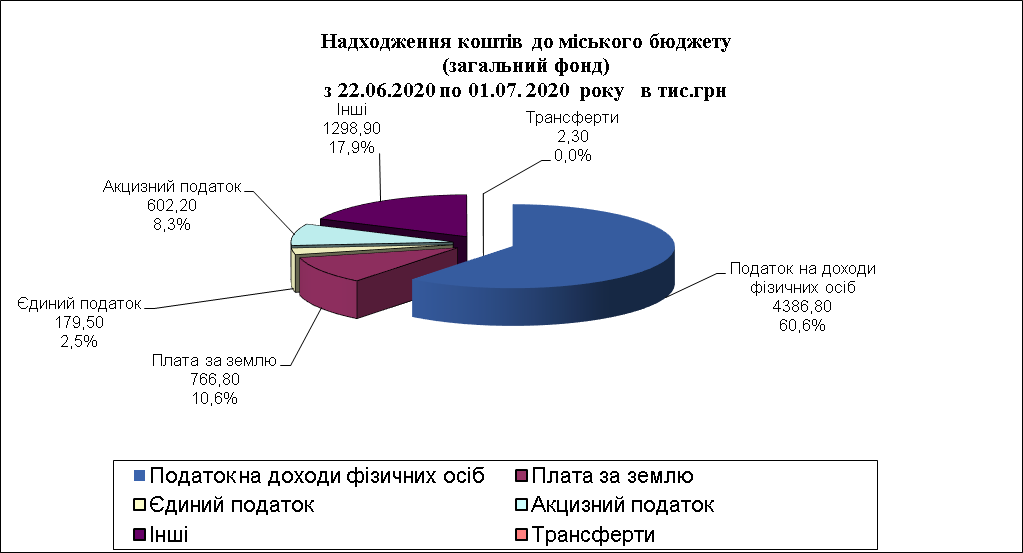 Надходження коштів до міського бюджету
(загальний фонд)
з 22.06.2020 по 01.07. 2020 року в тис.грн
Інші
1298,90
17,9%
Трансферти
2,30
0,0%
Акцизний податок
602,20
8,3%
Податок на доходи
фізичних осіб
4386,80
60,6%
Єдиний податок
179,50
2,5%
Плата за землю
766,80
10,6%
Податок на доходи фізичних осіб
Плата за землю
Єдиний податок
Акцизний податок
Інші
Трансферти